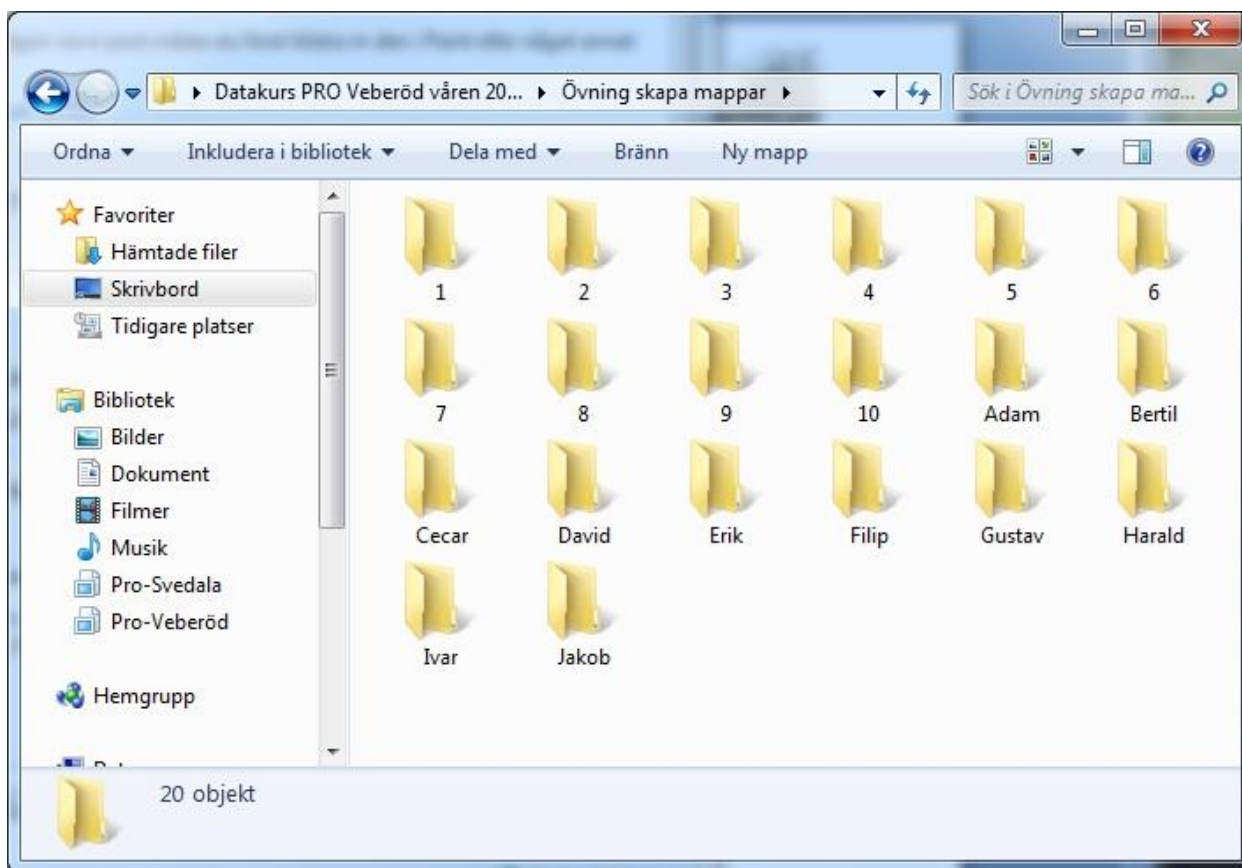 Datakurs PRO Veberöd våren 20... Övning skapa mappar
Sök i Övning skapa ma...
Ordna Inkludera i bibliotek Dela med Bränn Ny mapp
Favoriter
Hämtade filer
Skrivbord
Tidigare platser
Bibliotek
Bilder
Dokument
Filmer
Musik
Pro-Svedala
Pro-Veberöd
Hemgrupp
1 2 3 4 5 6
7 8 9 10 Adam Bertil
Cecar David Erik Filip Gustav Harald
Ivar Jakob
20 objekt